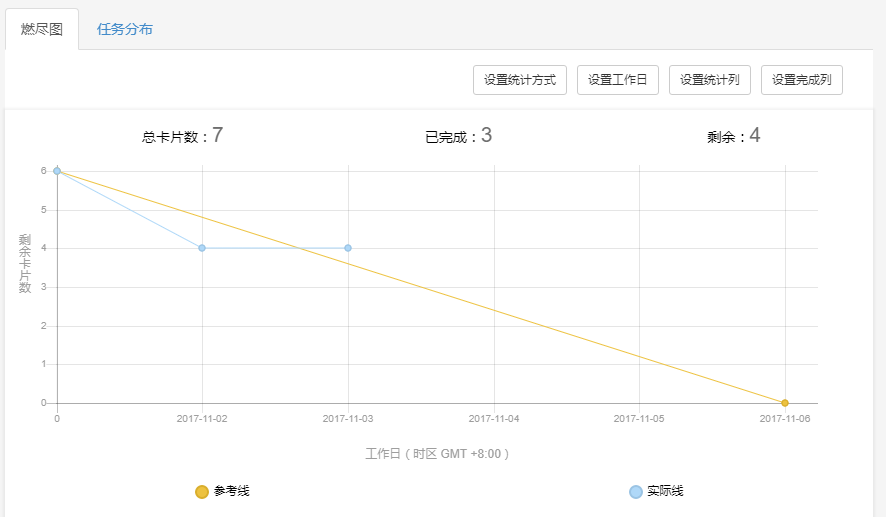 燃尽图 任务分布
设置统计方式 设置工作日 设置统计列 设置完成列
总卡片数：7 已完成：3 剩余：4
剩余卡片数
6
5
4
3
2
1
0
0 2017-11-02 2017-11-03 2017-11-04 2017-11-05 2017-11-06
工作日 ( 时区 GMT +8:00 )
参考线 实际线